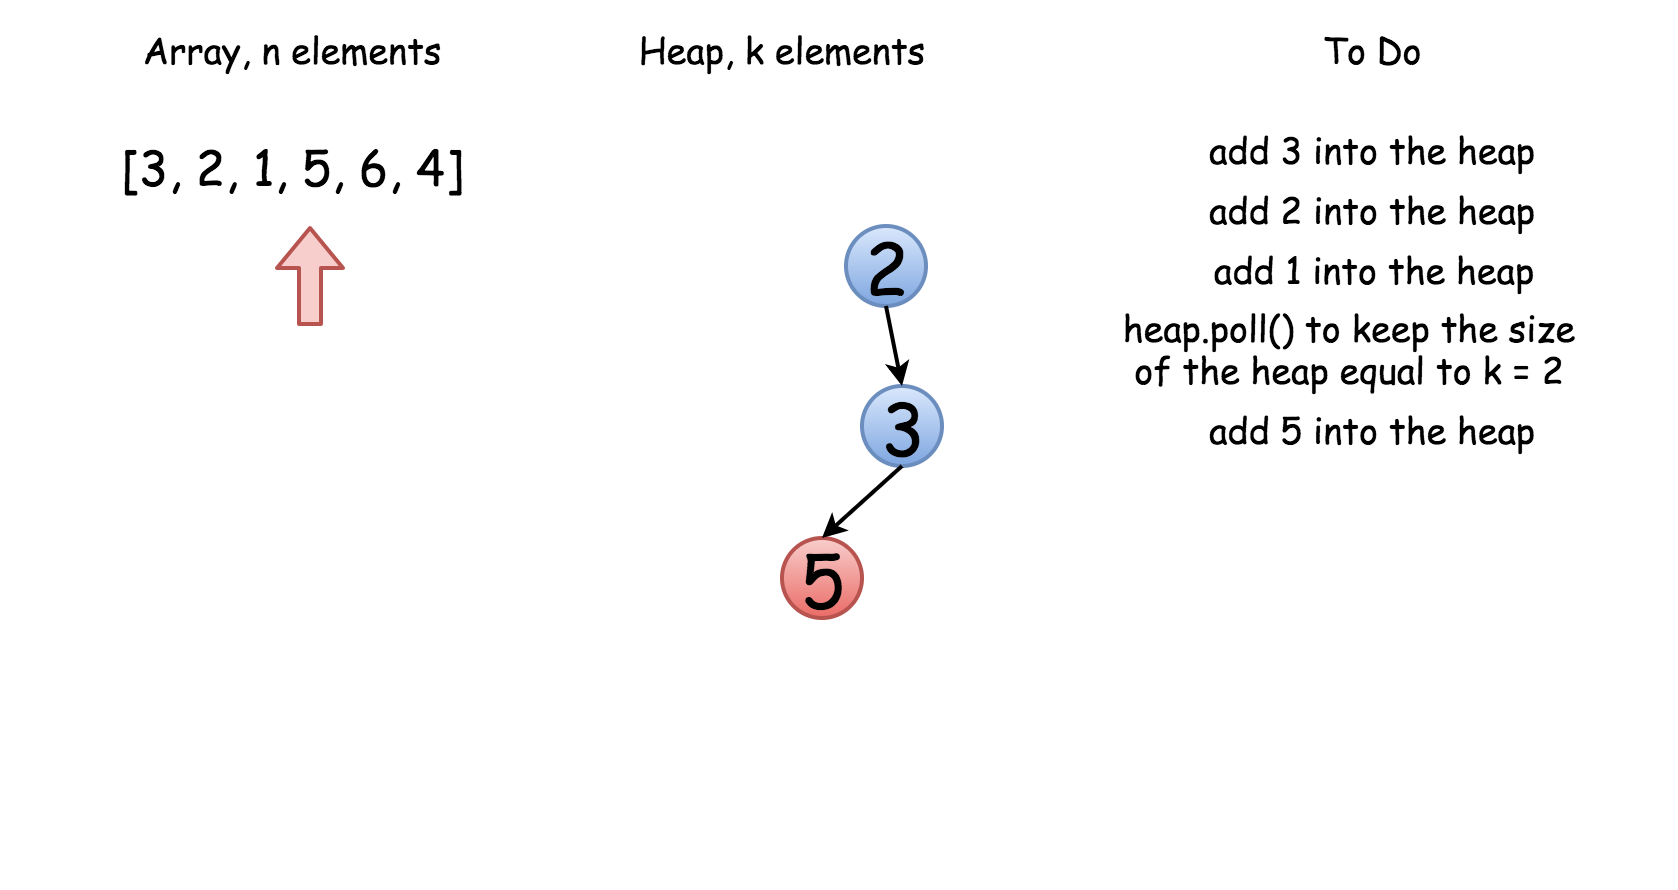 Array, n elements
[3, 2, 1, 5, 6, 4]
Heap, k elements
2
3
5
To Do
add 3 into the heap
add 2 into the heap
add 1 into the heap
heap.poll() to keep the size
of the heap equal to k = 2
add 5 into the heap